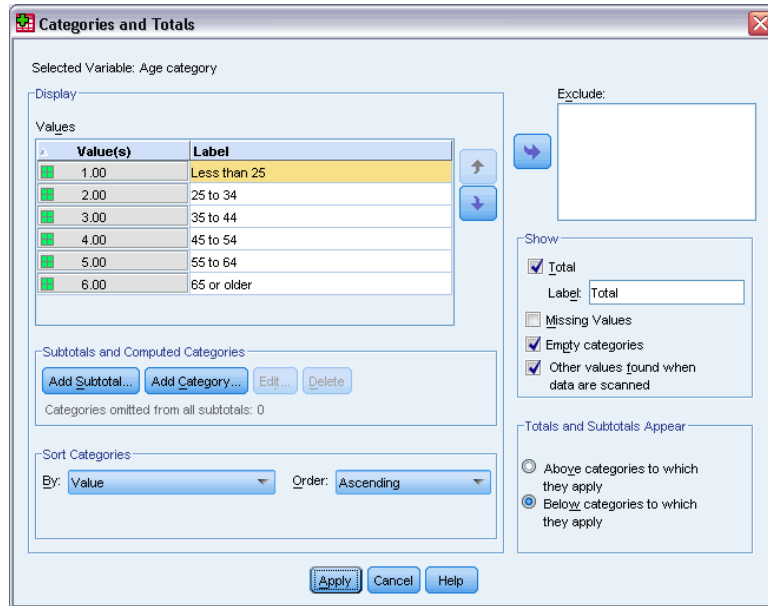 Categories and Totals
Selected Variable: Age category
Display
Values
Value(s) Label
1.00 Less than 25
2.00 25 to 34
3.00 35 to 44
4.00 45 to 54
5.00 55 to 64
6.00 65 or older
Subtotals and Computed Categories
Add Subtotal... Add Category... Edit... Delete
Categories omitted from all subtotals: 0
Sort Categories
By: Value Order: Ascending
Exclude:
Show
Total
Label: Total
Missing Values
Empty categories
Other values found when
data are scanned
Totals and Subtotals Appear
Above categories to which
they apply
Below categories to which
they apply
Apply Cancel Help